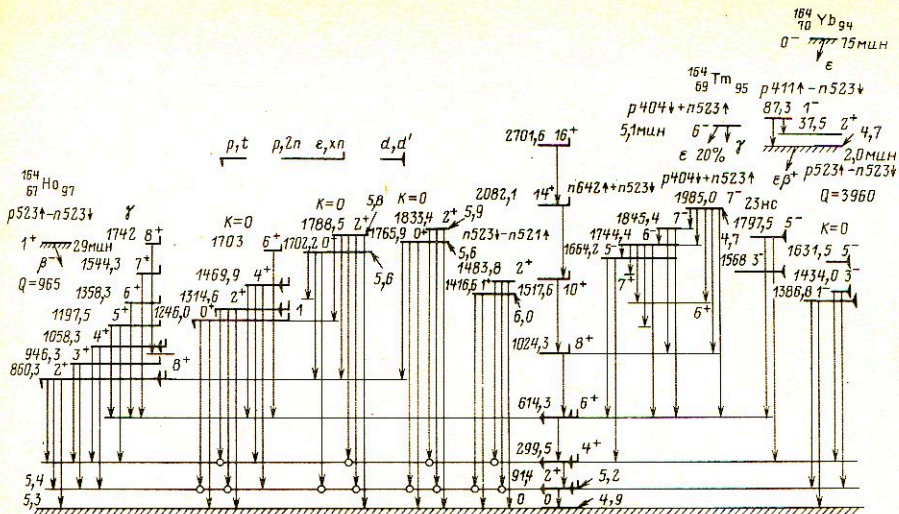 164 70 Yb 94
0⁻ 75мин
ε
164 69 Tm 95
p411↑−n523↓
p404↓+n523↑
87,3 1⁻
37,5 2⁺
5,1мин 6⁻
4,7
ε 20% γ
2,0мин
εβ⁺ p523↑−n523↓
Q=3960
p,t p,2n ε,xn d,d'
2701,6 16⁺
164 67 Ho 97
p523↑−n523↓
1⁺ 29мин
β⁻
Q=965
γ
1742 8⁺
1544,3 7⁺
1358,3 6⁺
1197,5 5⁺
1058,3 4⁺
946,3 3⁺
860,3 2⁺
8⁺
K=0
1703 6⁺
1469,9 4⁺
1314,6 2⁺
1246,0 0⁺
1
K=0
5,8
1788,5 2⁺
1702,2 0⁺
5,6
K=0
1833,4 2⁺
5,9
1765,9 0⁺
5,6
2082,1 14⁺
n642↑+n523↓
n523↓−n521↑
1483,8 2⁺
1416,6 1⁺
6,0
1517,6 10⁺
1024,3 8⁺
614,3 6⁺
299,5 4⁺
91,4 2⁺ 5,2
0 0 4,9
5,4
5,3
p404↓+n523↑
1985,0 7⁻
23нс
1845,4 7⁻
1744,4 6⁻
1664,2 5⁻
4,7
7⁺
6⁺
1797,5 5⁻
1568 3⁻
K=0
1631,5 5⁻
1434,0 3⁻
1386,8 1⁻